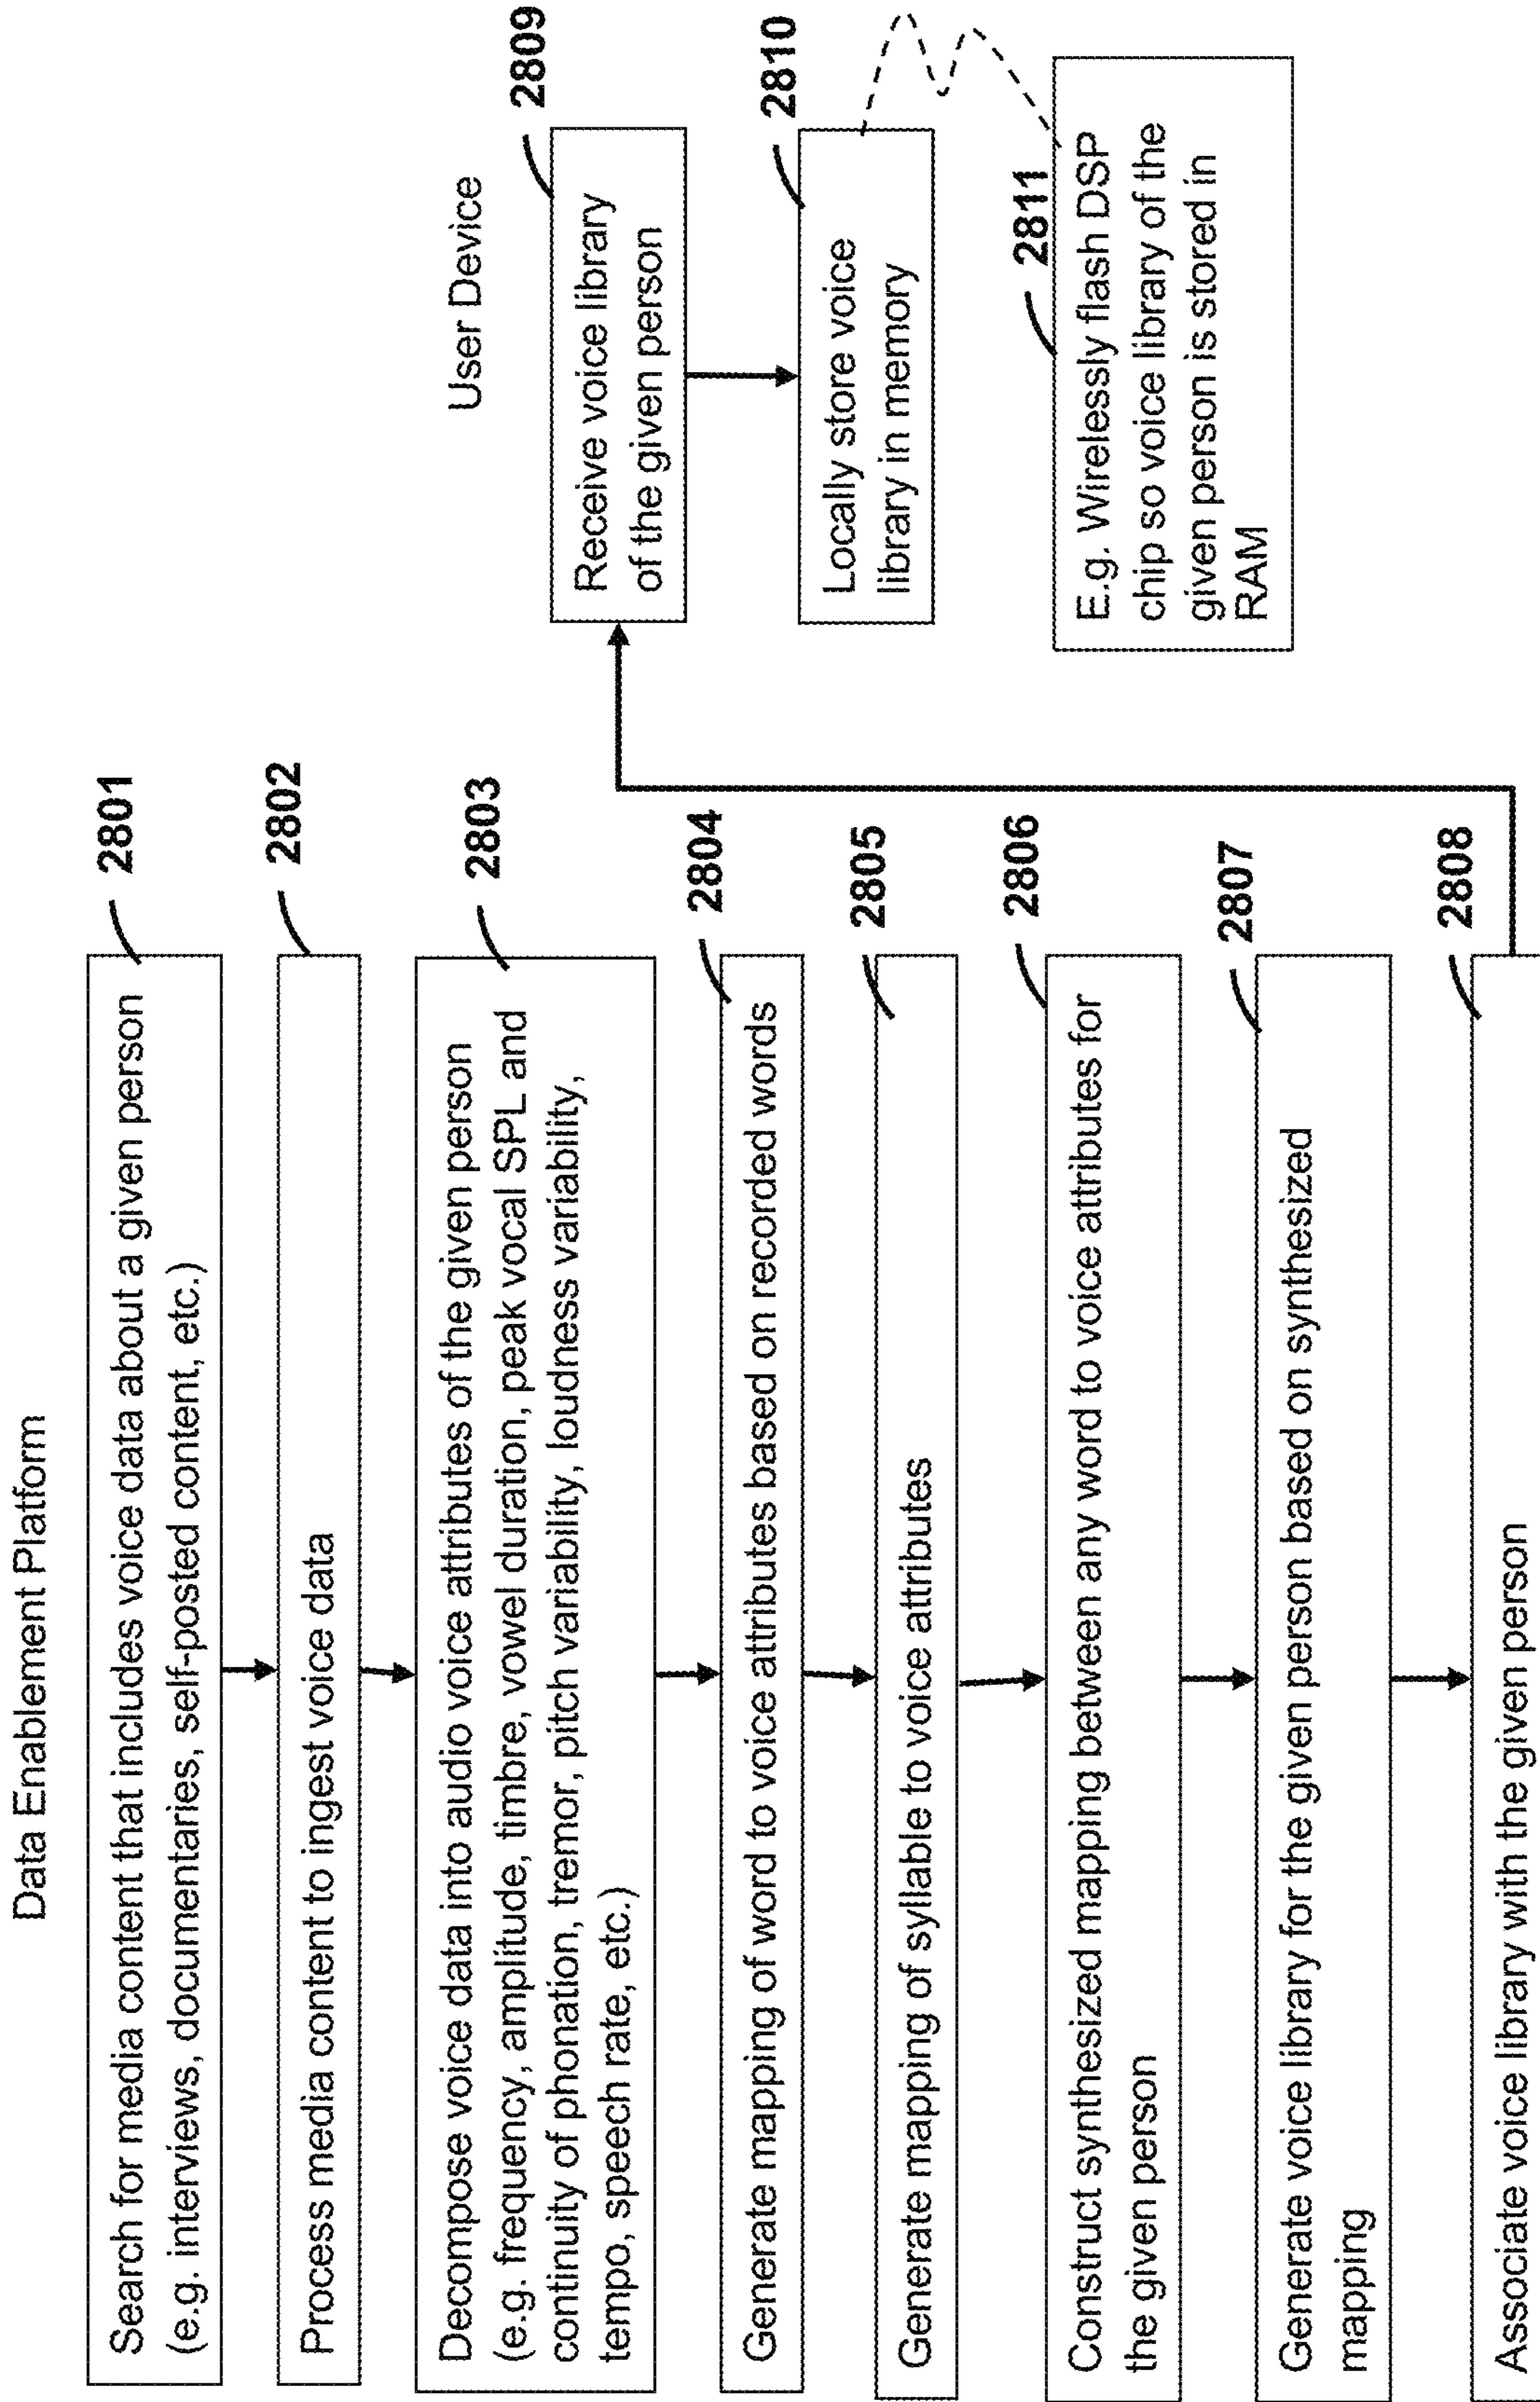 Data Enablement Platform
Search for media content that includes voice data about a given person
(e.g. interviews, documentaries, self-posted content, etc.)
2801
Process media content to ingest voice data
2802
Decompose voice data into audio voice attributes of the given person
(e.g. frequency, amplitude, timbre, vowel duration, peak vocal SPL and
continuity of phonation, tremor, pitch variability, loudness variability,
tempo, speech rate, etc.)
2803
Generate mapping of word to voice attributes based on recorded words
2804
Generate mapping of syllable to voice attributes
2805
Construct synthesized mapping between any word to voice attributes for
the given person
2806
Generate voice library for the given person based on synthesized
mapping
2807
Associate voice library with the given person
2808
User Device
Receive voice library
of the given person
2809
Locally store voice
library in memory
2810
E.g. Wirelessly flash DSP
chip so voice library of the
given person is stored in
RAM
2811